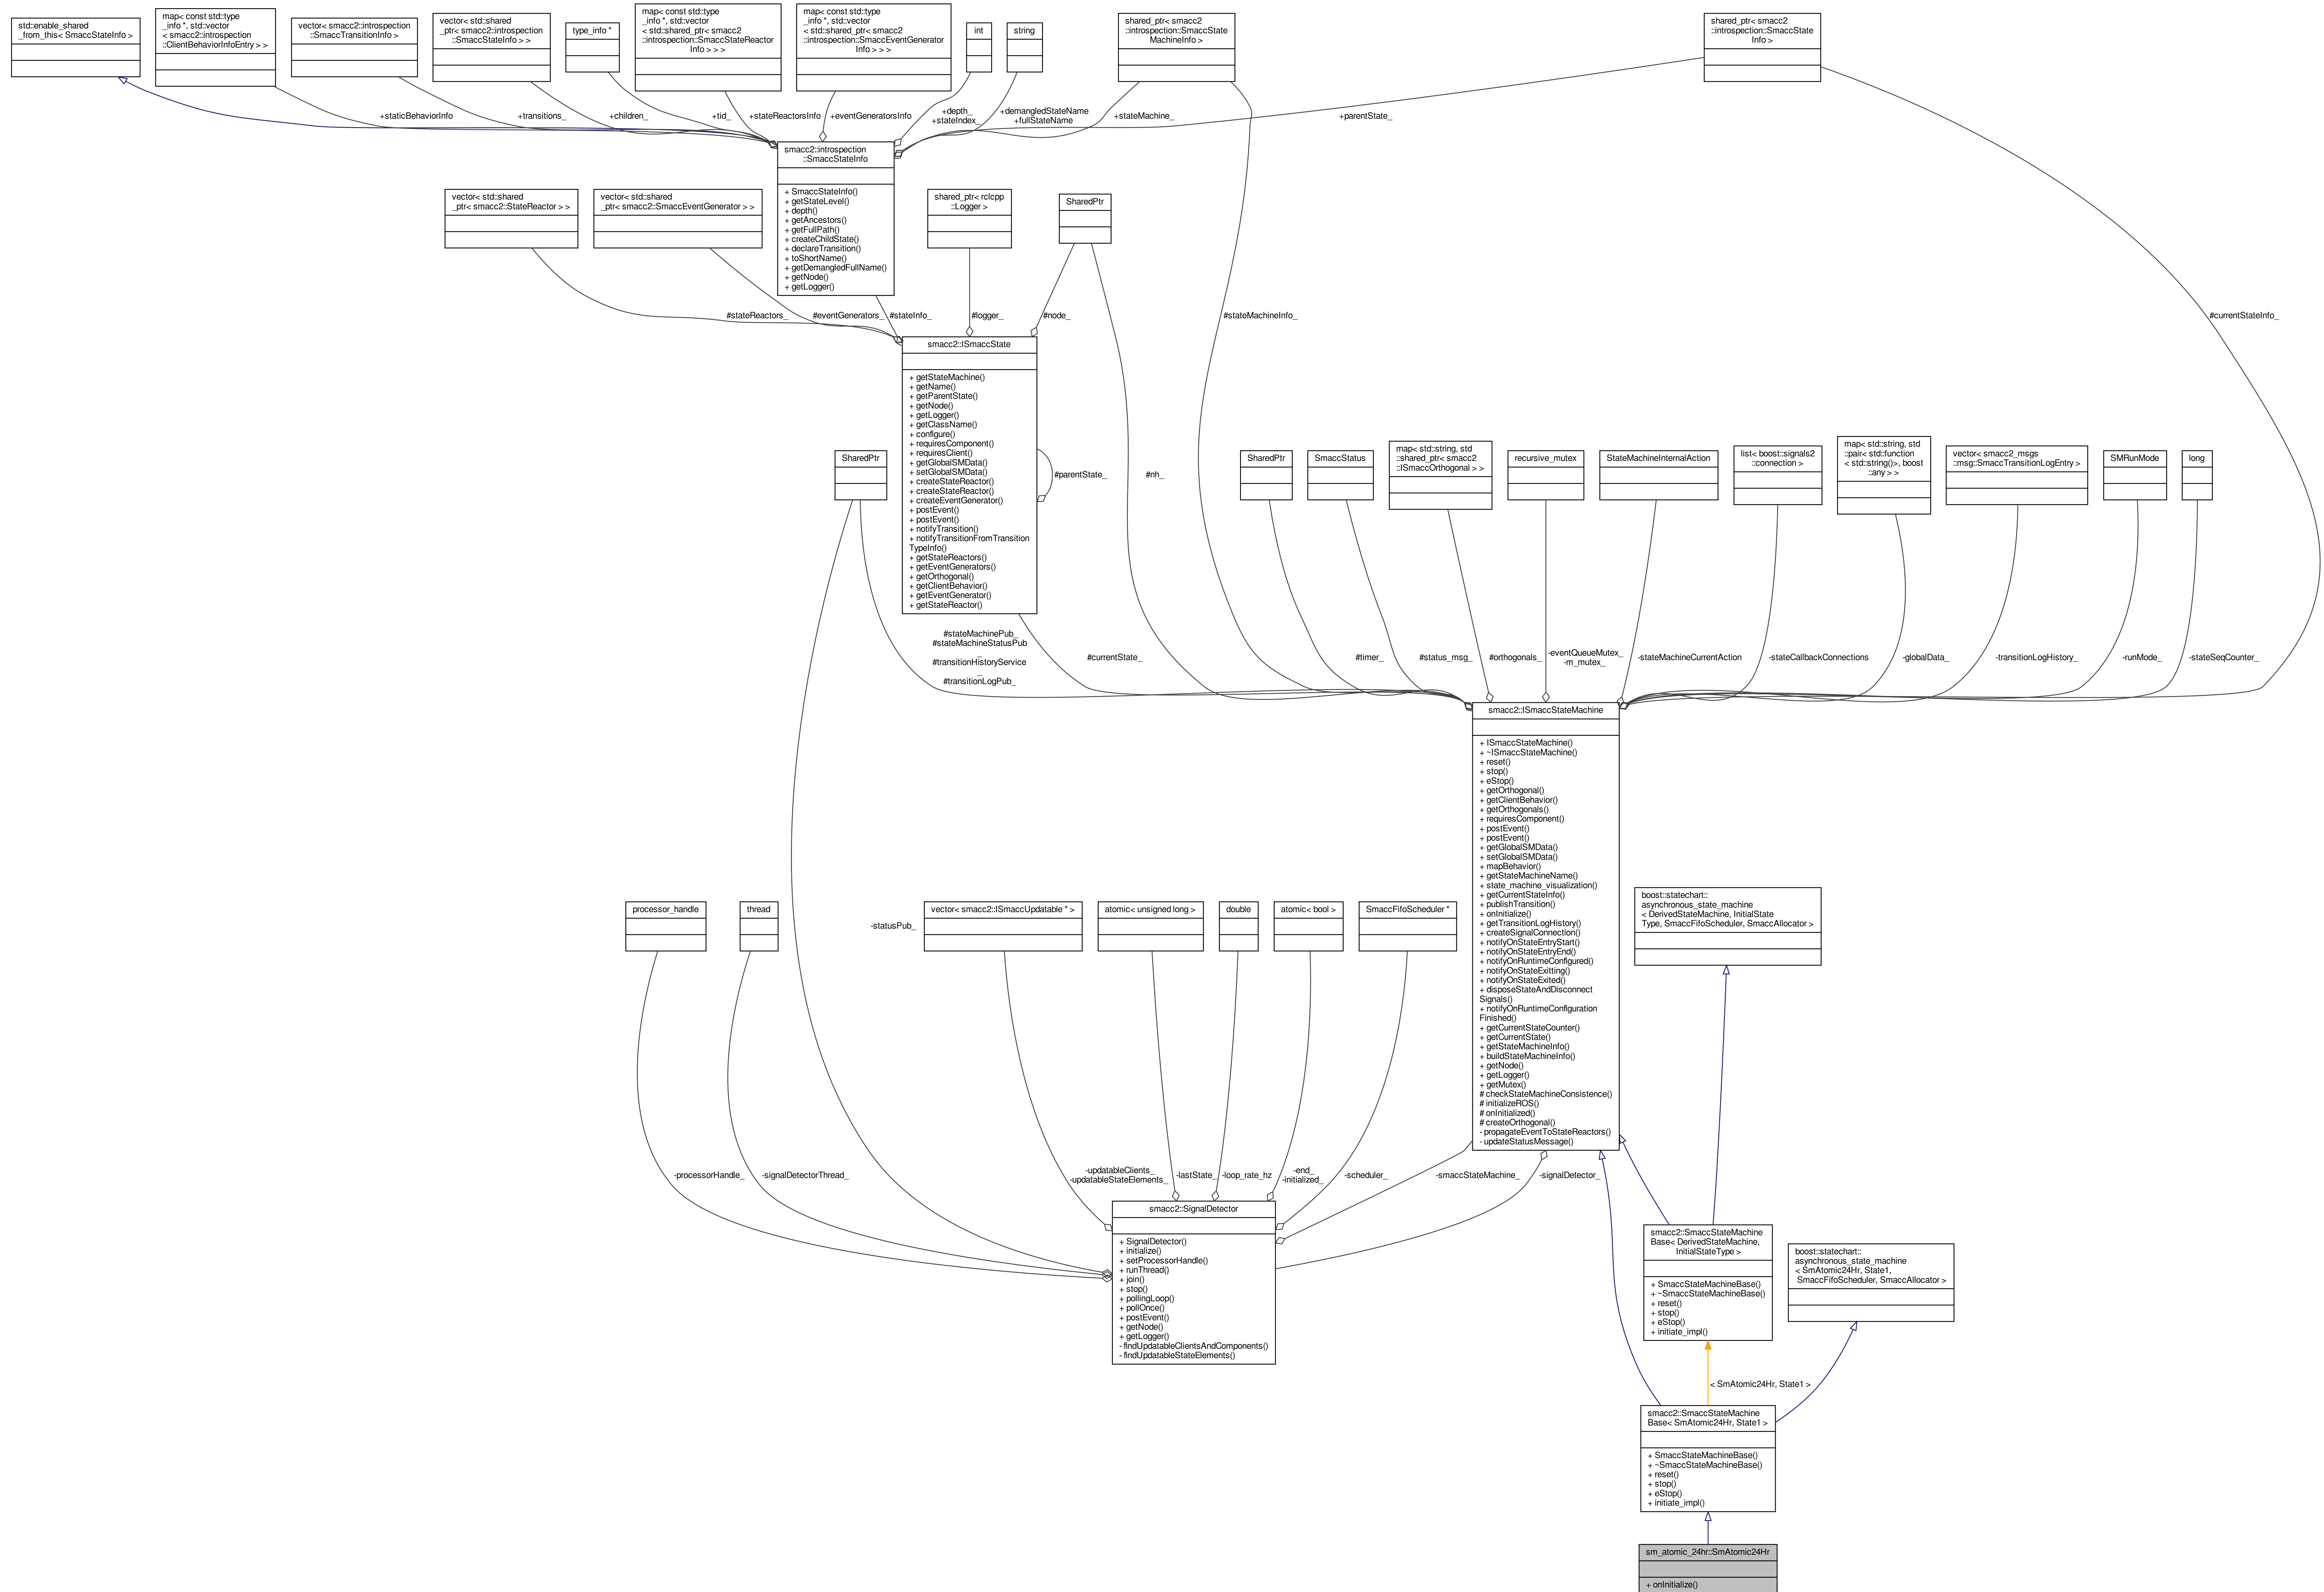 std::enable_shared
_from_this< SmaccStateInfo >
map< const std::type
_info *, std::vector
< smacc2::introspection
::ClientBehaviorInfoEntry > >
vector< smacc2::introspection
::SmaccTransitionInfo >
vector< std::shared
_ptr< smacc2::introspection
::SmaccStateInfo > >
type_info *
map< const std::type
_info *, std::vector
< std::shared_ptr< smacc2
::introspection::SmaccStateReactor
Info > > >
map< const std::type
_info *, std::vector
< std::shared_ptr< smacc2
::introspection::SmaccEventGenerator
Info > > >
int
string
shared_ptr< smacc2
::introspection::SmaccState
MachineInfo >
shared_ptr< smacc2
::introspection::SmaccState
Info >
+staticBehaviorInfo
+transitions_
+children_
+tid_
+stateReactorsInfo
+eventGeneratorsInfo
+depth_
+stateIndex_
+demangledStateName
+fullStateName
+stateMachine_
+parentState_
smacc2::introspection
::SmaccStateInfo
+ SmaccStateInfo()
+ getStateLevel()
+ depth()
+ getAncestors()
+ getFullPath()
+ createChildState()
+ declareTransition()
+ toShortName()
+ getDemangledFullName()
+ getNode()
+ getLogger()
vector< std::shared
_ptr< smacc2::StateReactor > >
vector< std::shared
_ptr< smacc2::SmaccEventGenerator > >
shared_ptr< rclcpp
::Logger >
SharedPtr
#stateReactors_
#eventGenerators_
#stateInfo_
#logger_
#node_
#stateMachineInfo_
#currentStateInfo_
smacc2::ISmaccState
+ getStateMachine()
+ getName()
+ getParentState()
+ getNode()
+ getLogger()
+ getClassName()
+ configure()
+ requiresComponent()
+ requiresClient()
+ getGlobalSMData()
+ setGlobalSMData()
+ createStateReactor()
+ createStateReactor()
+ createEventGenerator()
+ postEvent()
+ postEvent()
+ notifyTransition()
+ notifyTransitionFromTransition
TypeInfo()
+ getStateReactors()
+ getEventGenerators()
+ getOrthogonal()
+ getClientBehavior()
+ getEventGenerator()
+ getStateReactor()
#parentState_
#nh_
SharedPtr
SharedPtr
SmaccStatus
map< std::string, std
::shared_ptr< smacc2
::ISmaccOrthogonal > >
recursive_mutex
StateMachineInternalAction
list< boost::signals2
::connection >
map< std::string, std
::pair< std::function
< std::string()>, boost
::any > >
vector< smacc2_msgs
::msg::SmaccTransitionLogEntry >
SMRunMode
long
#stateMachinePub_
#stateMachineStatusPub
_
#transitionHistoryService
_
#transitionLogPub_
#currentState_
#timer_
#status_msg_
#orthogonals_
-eventQueueMutex_
-m_mutex_
-stateMachineCurrentAction
-stateCallbackConnections
-globalData_
-transitionLogHistory_
-runMode_
-stateSeqCounter_
smacc2::ISmaccStateMachine
+ ISmaccStateMachine()
+ ~ISmaccStateMachine()
+ reset()
+ stop()
+ eStop()
+ getOrthogonal()
+ getClientBehavior()
+ getOrthogonals()
+ requiresComponent()
+ postEvent()
+ postEvent()
+ getGlobalSMData()
+ setGlobalSMData()
+ mapBehavior()
+ getStateMachineName()
+ state_machine_visualization()
+ getCurrentStateInfo()
+ publishTransition()
+ onInitialize()
+ getTransitionLogHistory()
+ createSignalConnection()
+ notifyOnStateEntryStart()
+ notifyOnStateEntryEnd()
+ notifyOnRuntimeConfigured()
+ notifyOnStateExitting()
+ notifyOnStateExited()
+ disposeStateAndDisconnect
Signals()
+ notifyOnRuntimeConfiguration
Finished()
+ getCurrentStateCounter()
+ getCurrentState()
+ getStateMachineInfo()
+ buildStateMachineInfo()
+ getNode()
+ getLogger()
+ getMutex()
# checkStateMachineConsistence()
# initializeROS()
# onInitialized()
# createOrthogonal()
- propagateEventToStateReactors()
- updateStatusMessage()
processor_handle
thread
-statusPub_
vector< smacc2::ISmaccUpdatable * >
atomic< unsigned long >
double
atomic< bool >
SmaccFifoScheduler *
boost::statechart::
asynchronous_state_machine
< DerivedStateMachine, InitialState
Type, SmaccFifoScheduler, SmaccAllocator >
-processorHandle_
-signalDetectorThread_
-updatableClients_
-updatableStateElements_
-lastState_
-loop_rate_hz
-end_
-initialized_
-scheduler_
-smaccStateMachine_
-signalDetector_
smacc2::SignalDetector
+ SignalDetector()
+ initialize()
+ setProcessorHandle()
+ runThread()
+ join()
+ stop()
+ pollingLoop()
+ pollOnce()
+ postEvent()
+ getNode()
+ getLogger()
- findUpdatableClientsAndComponents()
- findUpdatableStateElements()
smacc2::SmaccStateMachine
Base< DerivedStateMachine,
InitialStateType >
+ SmaccStateMachineBase()
+ ~SmaccStateMachineBase()
+ reset()
+ stop()
+ eStop()
+ initiate_impl()
boost::statechart::
asynchronous_state_machine
< SmAtomic24Hr, State1,
SmaccFifoScheduler, SmaccAllocator >
< SmAtomic24Hr, State1 >
smacc2::SmaccStateMachine
Base< SmAtomic24Hr, State1 >
+ SmaccStateMachineBase()
+ ~SmaccStateMachineBase()
+ reset()
+ stop()
+ eStop()
+ initiate_impl()
sm_atomic_24hr::SmAtomic24Hr
+ onInitialize()